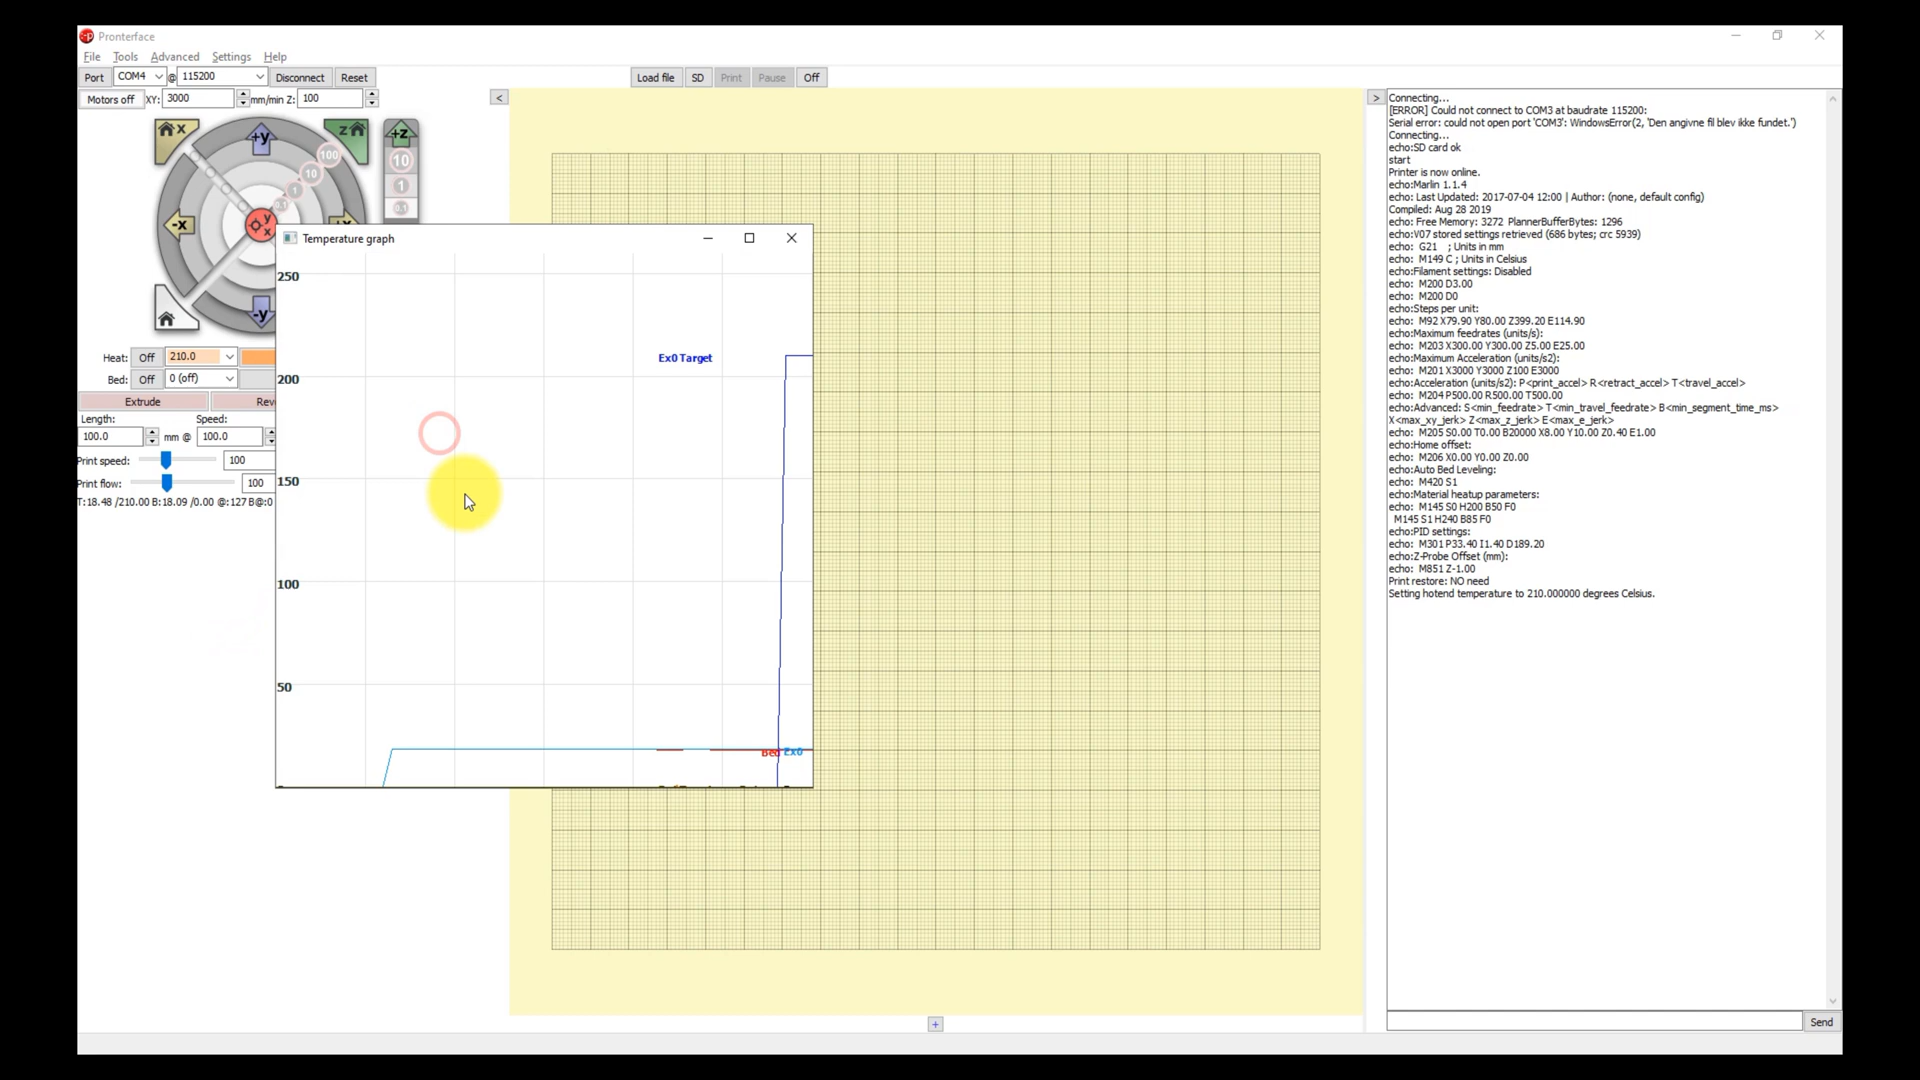 Pronterface
File Tools Advanced Settings Help
Port COM4 @ 115200 Disconnect Reset Load file SD Print Pause Off
Motors off XY: 3000 mm/min Z: 100 < >
x +y z +z
100 10 1
10 1
-x y x
-y
Heat: Off 210.0
Bed: Off 0 (off)
Extrude Rev
Length: Speed:
100.0 mm @ 100.0
Print speed: 100
Print flow: 100
T:18.48 /210.00 B:18.09 /0.00 @:127 B@:0
Temperature graph
250
Ex0 Target
200
150
100
50
Bed Ex0
+
Connecting...
[ERROR] Could not connect to COM3 at baudrate 115200:
Serial error: could not open port 'COM3': WindowsError(2, 'Den angivne fil blev ikke fundet.')
Connecting...
echo:SD card ok
start
Printer is now online.
echo:Marlin 1.1.4
echo: Last Updated: 2017-07-04 12:00 | Author: (none, default config)
Compiled: Aug 28 2019
echo: Free Memory: 3272 PlannerBufferBytes: 1296
echo:V07 stored settings retrieved (686 bytes; crc 5939)
echo: G21 ; Units in mm
echo: M149 C ; Units in Celsius
echo:Filament settings: Disabled
echo: M200 D3.00
echo: M200 D0
echo:Steps per unit:
echo: M92 X79.90 Y80.00 Z399.20 E114.90
echo:Maximum feedrates (units/s):
echo: M203 X300.00 Y300.00 Z5.00 E25.00
echo:Maximum Acceleration (units/s2):
echo: M201 X3000 Y3000 Z100 E3000
echo:Acceleration (units/s2): P<print_accel> R<retract_accel> T<travel_accel>
echo: M204 P500.00 R500.00 T500.00
echo:Advanced: S<min_feedrate> T<min_travel_feedrate> B<min_segment_time_ms>
X<max_xy_jerk> Z<max_z_jerk> E<max_e_jerk>
echo: M205 S0.00 T0.00 B20000 X8.00 Y10.00 Z0.40 E1.00
echo:Home offset:
echo: M206 X0.00 Y0.00 Z0.00
echo:Auto Bed Leveling:
echo: M420 S1
echo:Material heatup parameters:
echo: M145 S0 H200 B50 F0
M145 S1 H240 B85 F0
echo:PID settings:
echo: M301 P33.40 I1.40 D189.20
echo:Z-Probe Offset (mm):
echo: M851 Z-1.00
Print restore: NO need
Setting hotend temperature to 210.000000 degrees Celsius.
Send